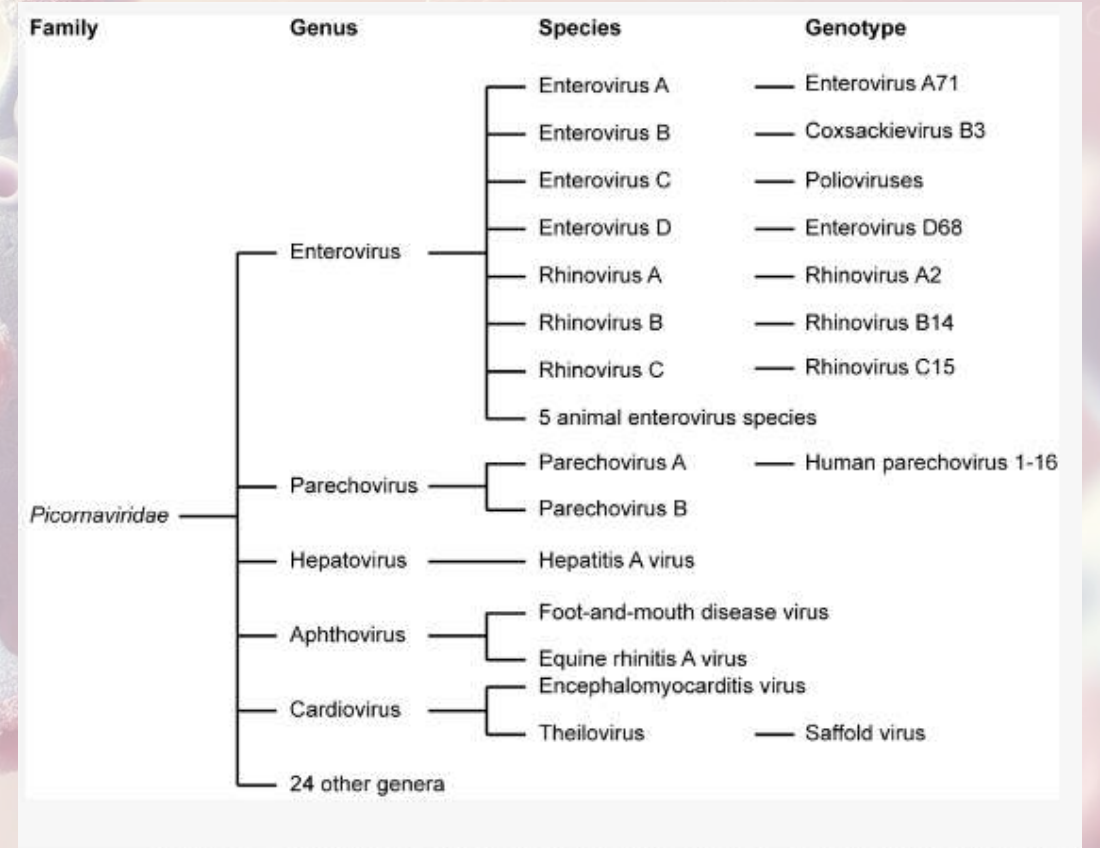 Family Genus Species Genotype
Enterovirus A Enterovirus A71
Enterovirus B Coxsackievirus B3
Enterovirus C Polioviruses
Enterovirus D Enterovirus D68
Enterovirus
Rhinovirus A Rhinovirus A2
Rhinovirus B Rhinovirus B14
Rhinovirus C Rhinovirus C15
5 animal enterovirus species
Parechovirus A Human parechovirus 1-16
Parechovirus
Parechovirus B
Picornaviridae
Hepatovirus Hepatitis A virus
Foot-and-mouth disease virus
Aphthovirus
Equine rhinitis A virus
Encephalomyocarditis virus
Cardiovirus
Theilovirus Saffold virus
24 other genera